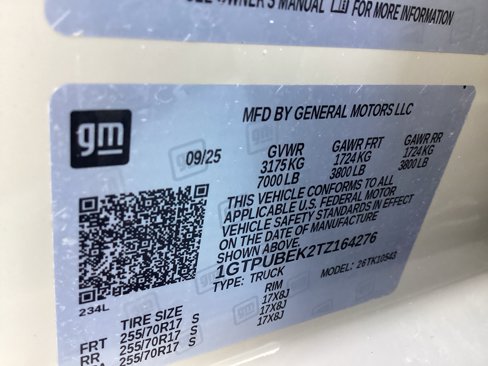 OWNER'S MANUAL FOR MORE INFORMATION
gm
MFD BY GENERAL MOTORS LLC
09/25
GVWR GAWR FRT GAWR RR
3175 KG 1724 KG 1724 KG
7000 LB 3800 LB 3800 LB
THIS VEHICLE CONFORMS TO ALL
APPLICABLE U.S. FEDERAL MOTOR
VEHICLE SAFETY STANDARDS IN EFFECT
ON THE DATE OF MANUFACTURE
SHOWN ABOVE.
1GTPUBEK2TZ164276
TYPE: TRUCK MODEL: 26TK10543
234L
TIRE SIZE RIM
FRT 255/70R17 S 17X8J
RR 255/70R17 S 17X8J
255/70R17 S 17X8J